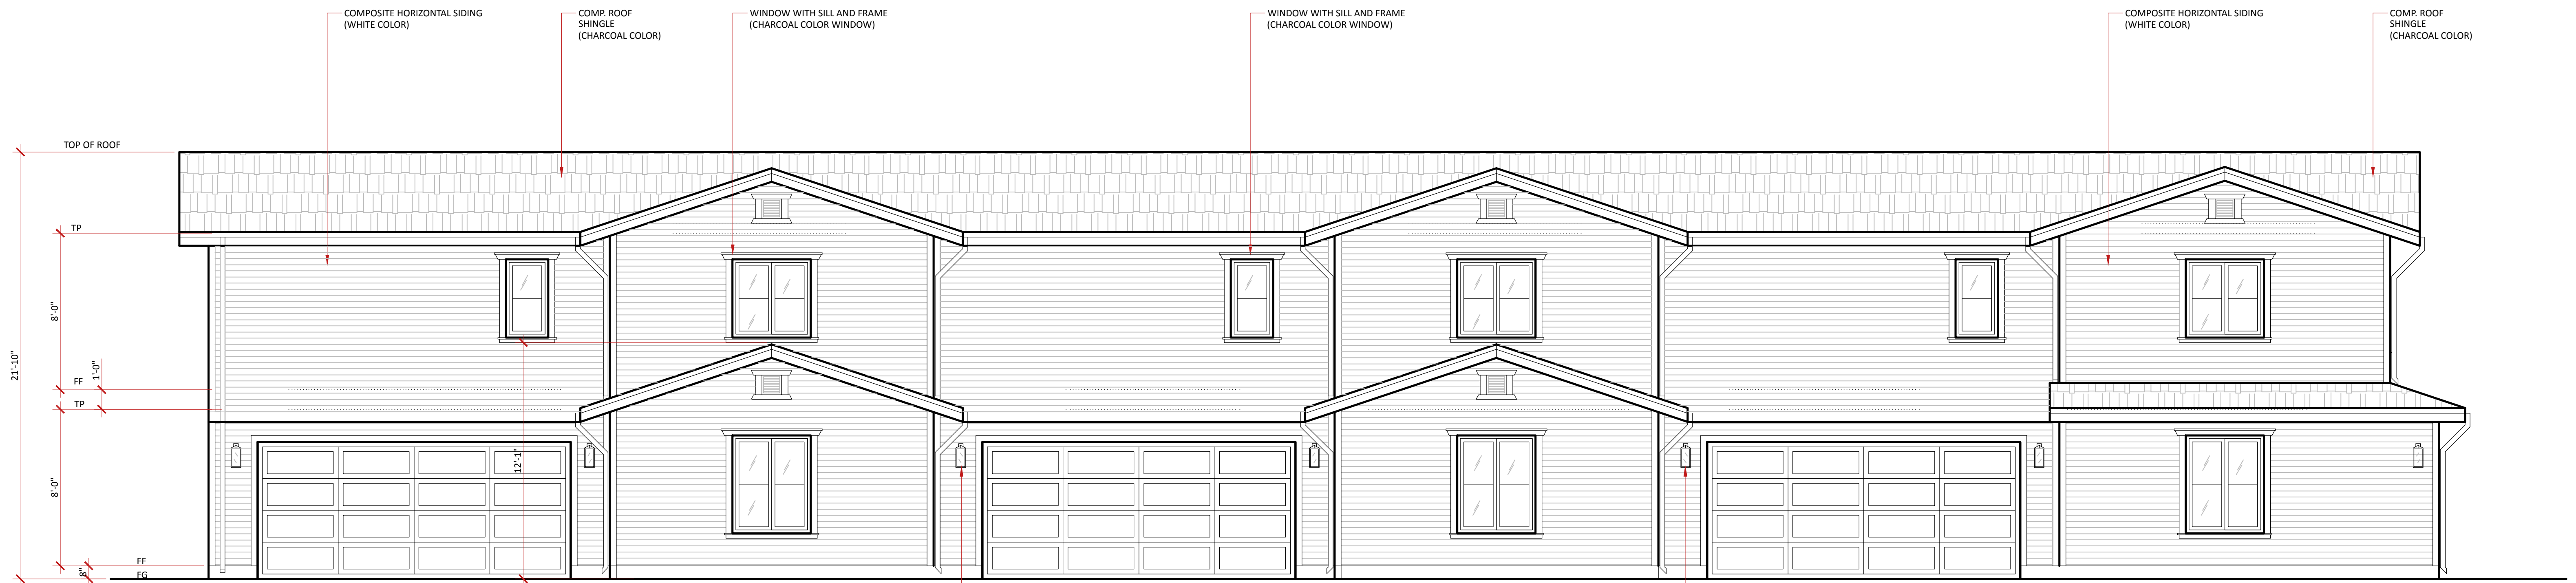 COMPOSITE HORIZONTAL SIDING
(WHITE COLOR)
COMP. ROOF
SHINGLE
(CHARCOAL COLOR)
WINDOW WITH SILL AND FRAME
(CHARCOAL COLOR WINDOW)
WINDOW WITH SILL AND FRAME
(CHARCOAL COLOR WINDOW)
COMPOSITE HORIZONTAL SIDING
(WHITE COLOR)
COMP. ROOF
SHINGLE
(CHARCOAL COLOR)
TOP OF ROOF
TP
8'-0"
21'-10"
FF
1'-0"
TP
8'-0"
12'-1"
FF
8"
FG